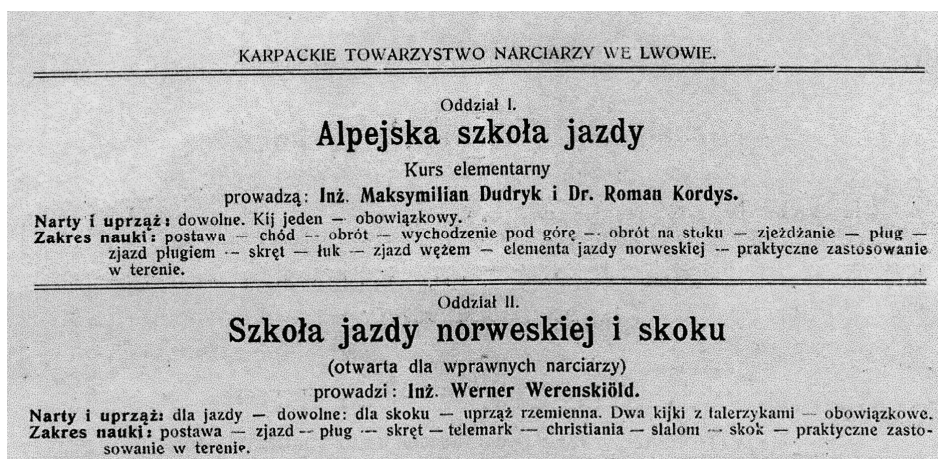 KARPACKIE TOWARZYSTWO NARCIARZY WE LWOWIE.
Oddział I.
Alpejska szkoła jazdy
Kurs elementarny
prowadzą: Inż. Maksymilian Dudryk i Dr. Roman Kordys.
Narty i uprząż: dowolne. Kij jeden — obowiązkowy.
Zakres nauki: postawa — chód — obrót — wychodzenie pod górę — obrót na stoku — zjeżdżanie — pług —
zjazd pługiem — skręt — łuk — zjazd wężem — elementa jazdy norweskiej — praktyczne zastosowanie
w terenie.
Oddział II.
Szkoła jazdy norweskiej i skoku
(otwarta dla wprawnych narciarzy)
prowadzi: Inż. Werner Werenskiöld.
Narty i uprząż: dla jazdy — dowolne: dla skoku — uprząż rzemienna. Dwa kijki z talerzykami — obowiązkowe.
Zakres nauki: postawa — zjazd — pług — skręt — telemark — christiania — slalom — skok — praktyczne zasto-
sowanie w terenie.